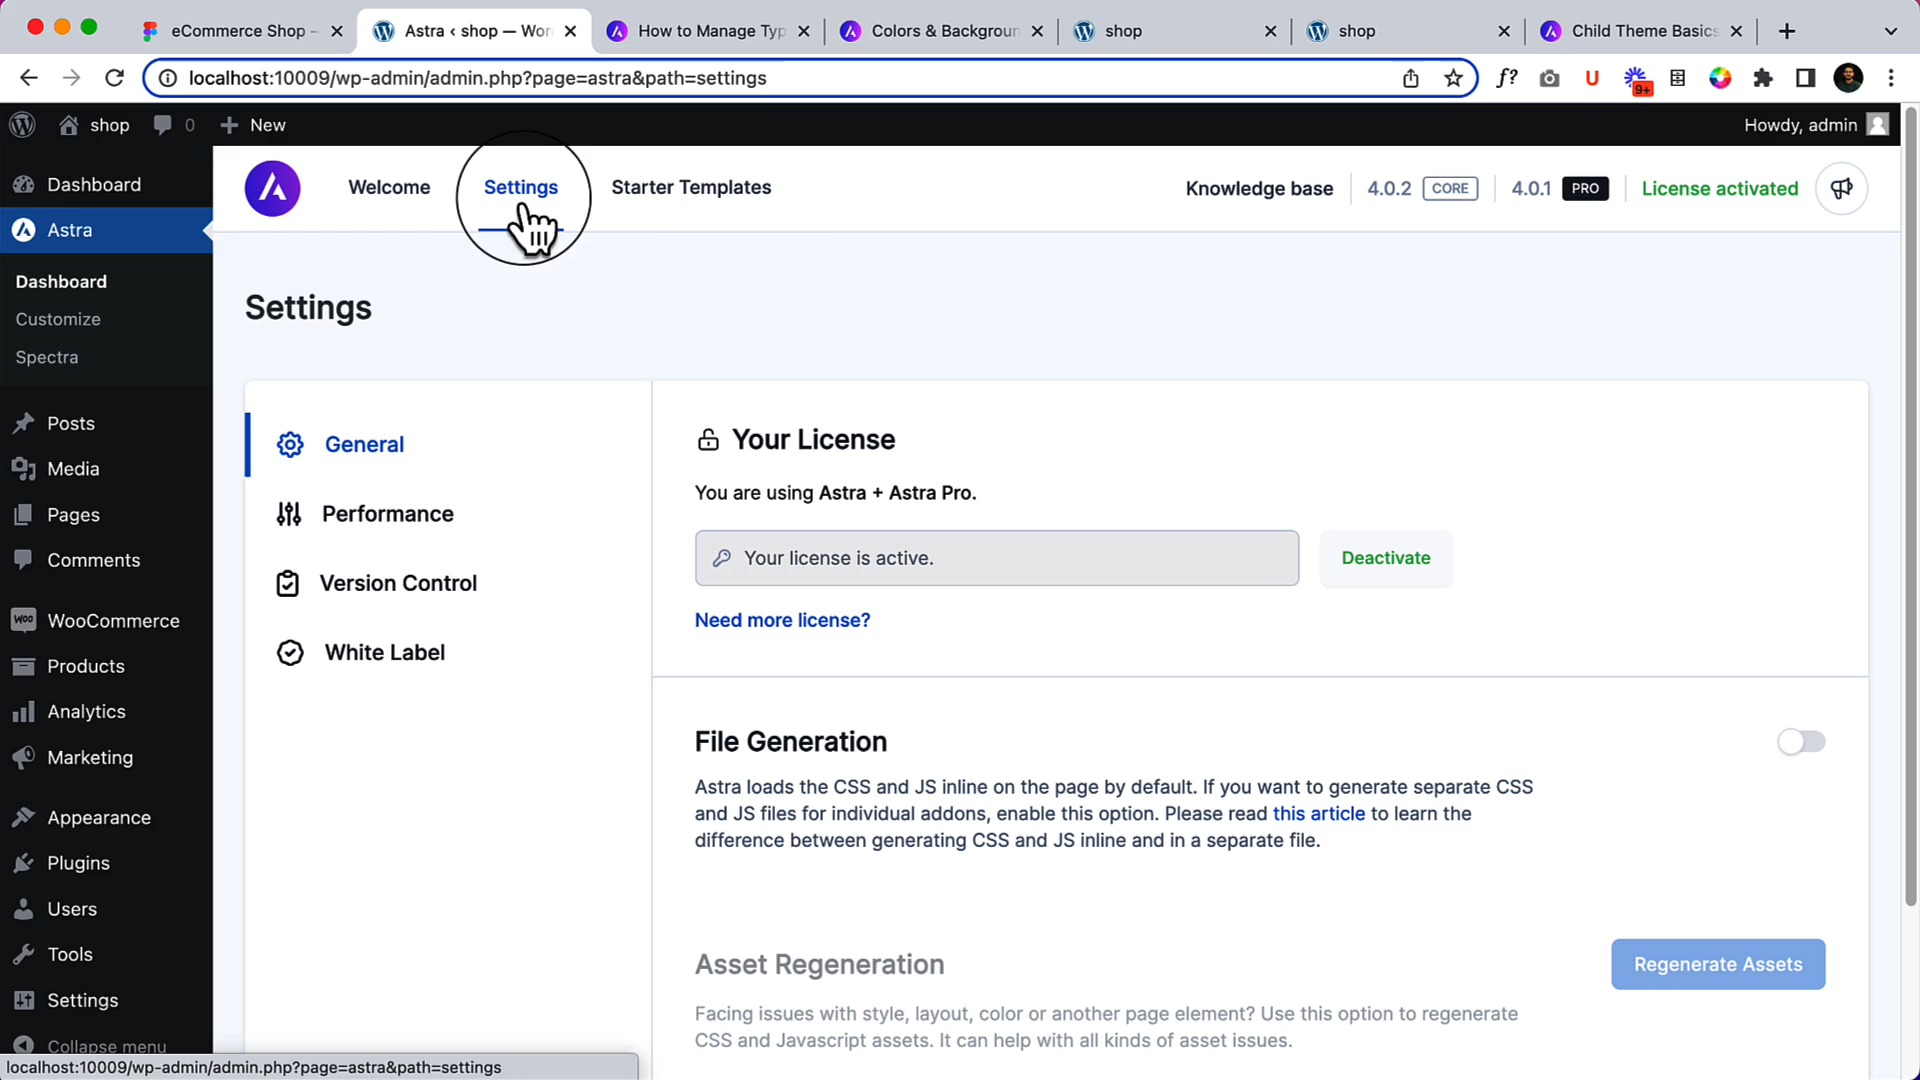 eCommerce Shop –
Astra ‹ shop — Wor
How to Manage Typ
Colors & Backgroun
shop
shop
Child Theme Basics
localhost:10009/wp-admin/admin.php?page=astra&path=settings
f?
U
9+
shop
0
New
Howdy, admin
Dashboard
Astra
Dashboard
Customize
Spectra
Posts
Media
Pages
Comments
Woo
WooCommerce
Products
Analytics
Marketing
Appearance
Plugins
Users
Tools
Settings
Collapse menu
Welcome
Settings
Starter Templates
Knowledge base
4.0.2 CORE
4.0.1 PRO
License activated
Settings
General
Performance
Version Control
White Label
Your License
You are using Astra + Astra Pro.
Your license is active.
Deactivate
Need more license?
File Generation
Astra loads the CSS and JS inline on the page by default. If you want to generate separate CSS
and JS files for individual addons, enable this option. Please read this article to learn the
difference between generating CSS and JS inline and in a separate file.
Asset Regeneration
Regenerate Assets
Facing issues with style, layout, color or another page element? Use this option to regenerate
CSS and Javascript assets. It can help with all kinds of asset issues.
localhost:10009/wp-admin/admin.php?page=astra&path=settings